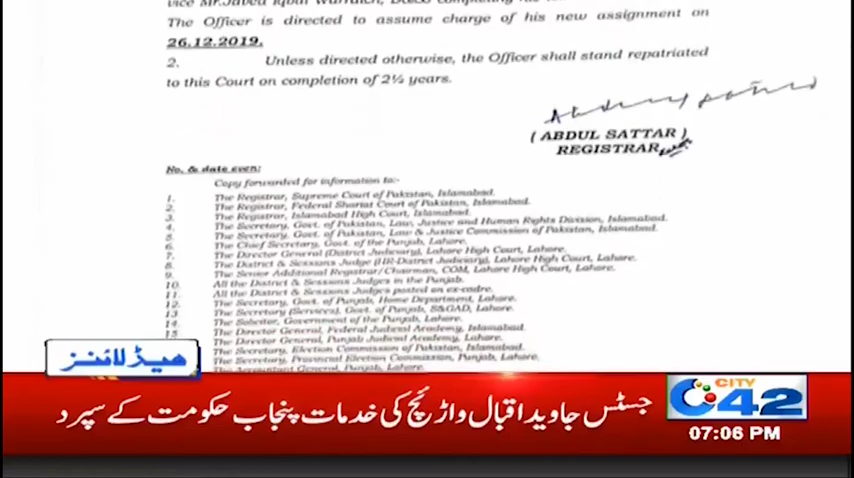 vice Mr.Javed Iqbal Warraich, D&SJ completing his
The Officer is directed to assume charge of his new assignment on
26.12.2019.
2. Unless directed otherwise, the Officer shall stand repatriated
to this Court on completion of 2½ years.
( ABDUL SATTAR )
REGISTRAR
No. & date even:
Copy forwarded for information to:-
1. The Registrar, Supreme Court of Pakistan, Islamabad.
2. The Registrar, Federal Shariat Court of Pakistan, Islamabad.
3. The Registrar, Islamabad High Court, Islamabad.
4. The Secretary, Govt. of Pakistan, Law, Justice and Human Rights Division, Islamabad.
5. The Secretary, Govt. of Pakistan, Law & Justice Commission of Pakistan, Islamabad.
6. The Chief Secretary, Govt. of the Punjab, Lahore.
7. The Director General (District Judiciary), Lahore High Court, Lahore.
8. The District & Sessions Judge (HR-District Judiciary), Lahore High Court, Lahore.
9. The Senior Additional Registrar/Chairman, COM, Lahore High Court, Lahore.
10. All the District & Sessions Judges in the Punjab.
11. All the District & Sessions Judges posted on ex-cadre.
12. The Secretary, Govt. of Punjab, Home Department, Lahore.
13 The Secretary (Services), Govt. of Punjab, S&GAD, Lahore.
14. The Solicitor, Government of the Punjab, Lahore.
15 The Director General, Federal Judicial Academy, Islamabad.
The Director General, Punjab Judicial Academy, Lahore.
The Secretary, Election Commission of Pakistan, Islamabad.
The Secretary, Provincial Election Commission, Punjab, Lahore.
The Accountant General, Punjab, Lahore.
ہیڈلائنز
جسٹس جاوید اقبال وڑائچ کی خدمات پنجاب حکومت کے سپرد
CITY
42
07:06 PM